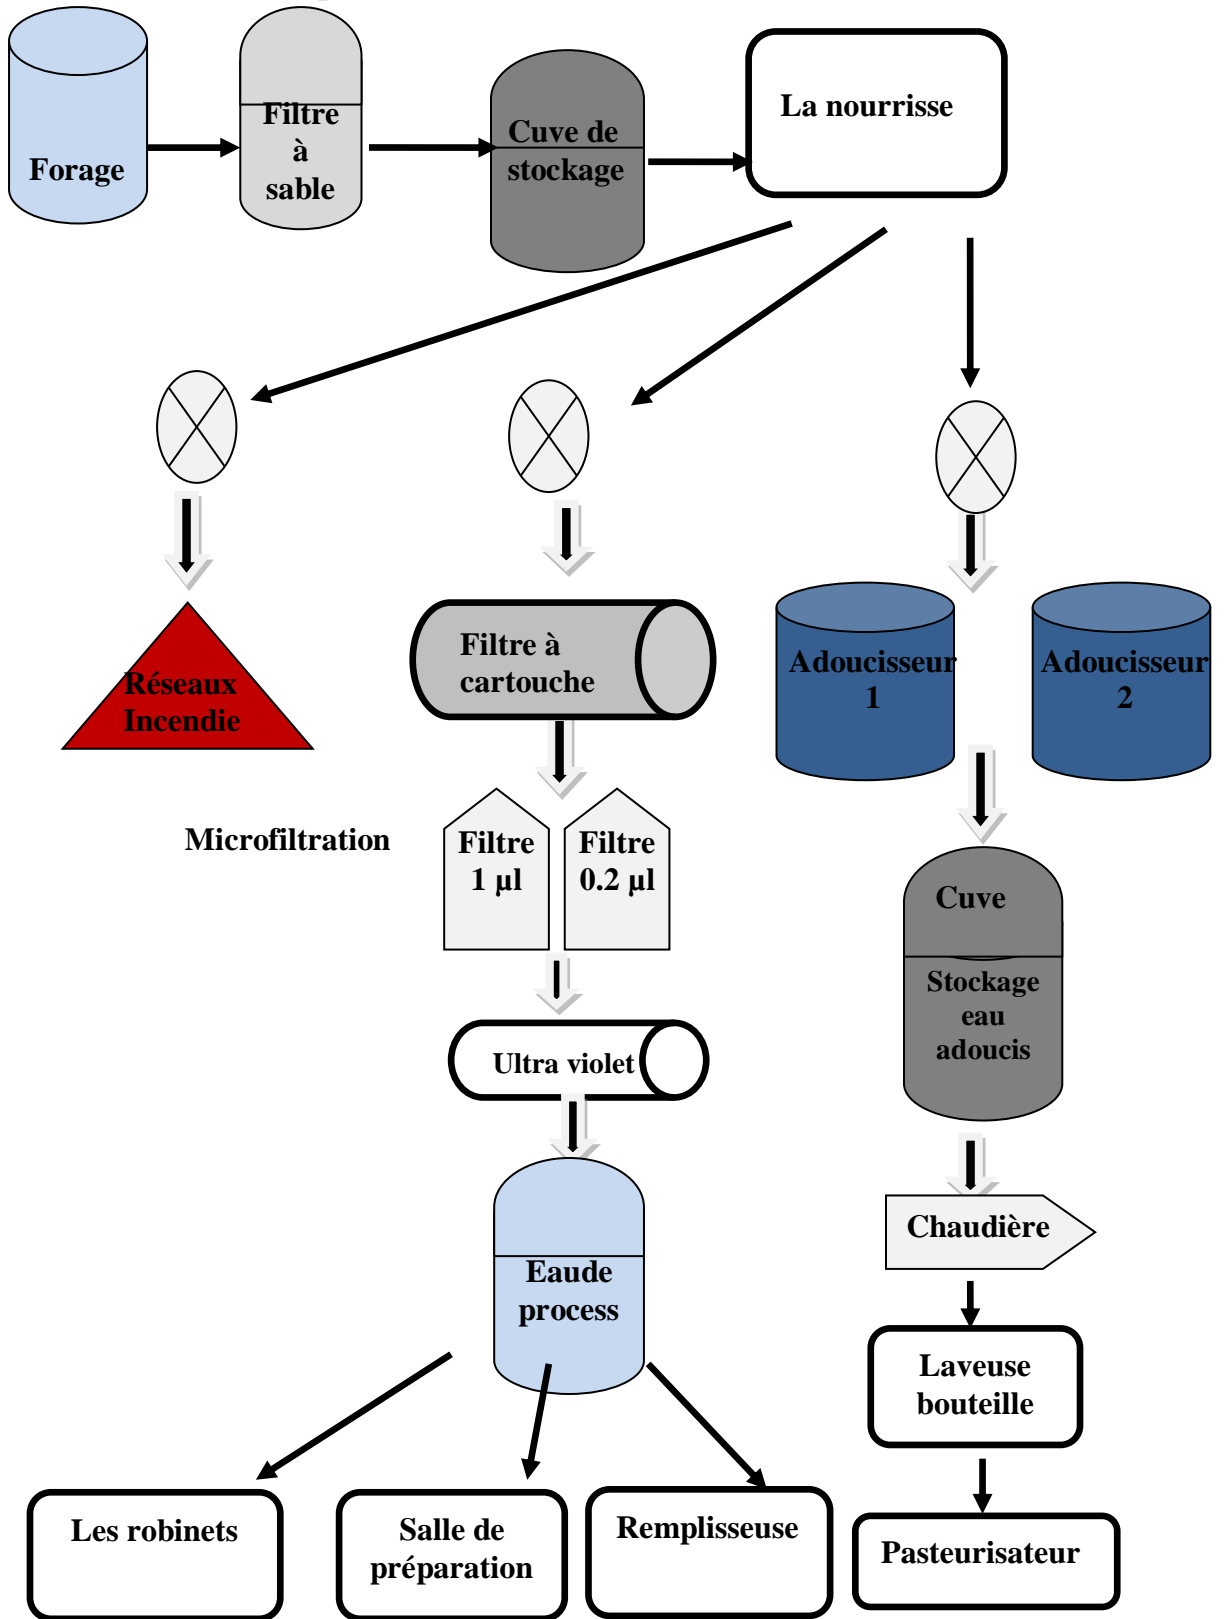 Forage
Filtre
à
sable
Cuve de
stockage
La nourrisse
Réseaux
Incendie
Filtre à
cartouche
Adoucisseur
1
Adoucisseur
2
Microfiltration
Filtre
1 µl
Filtre
0.2 µl
Cuve
Stockage
eau
adoucis
Ultra violet
Eaude
process
Chaudière
Laveuse
bouteille
Les robinets
Salle de
préparation
Remplisseuse
Pasteurisateur